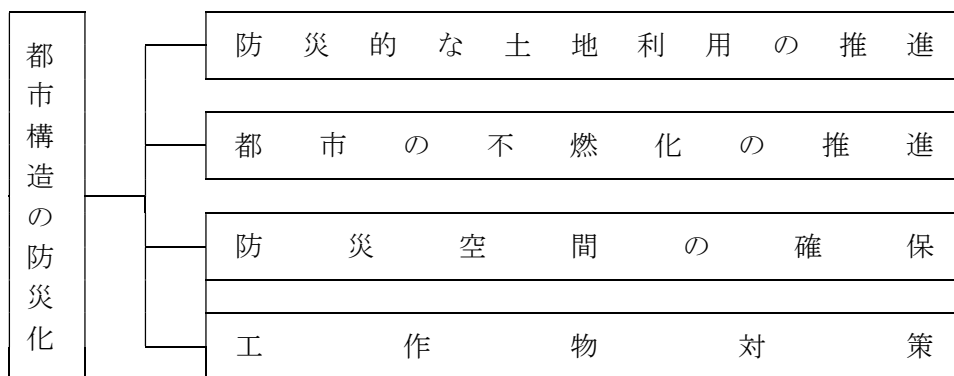 都市構造の防災化
防災的な土地利用の推進
都市の不燃化の推進
防災空間の確保
工作物対策